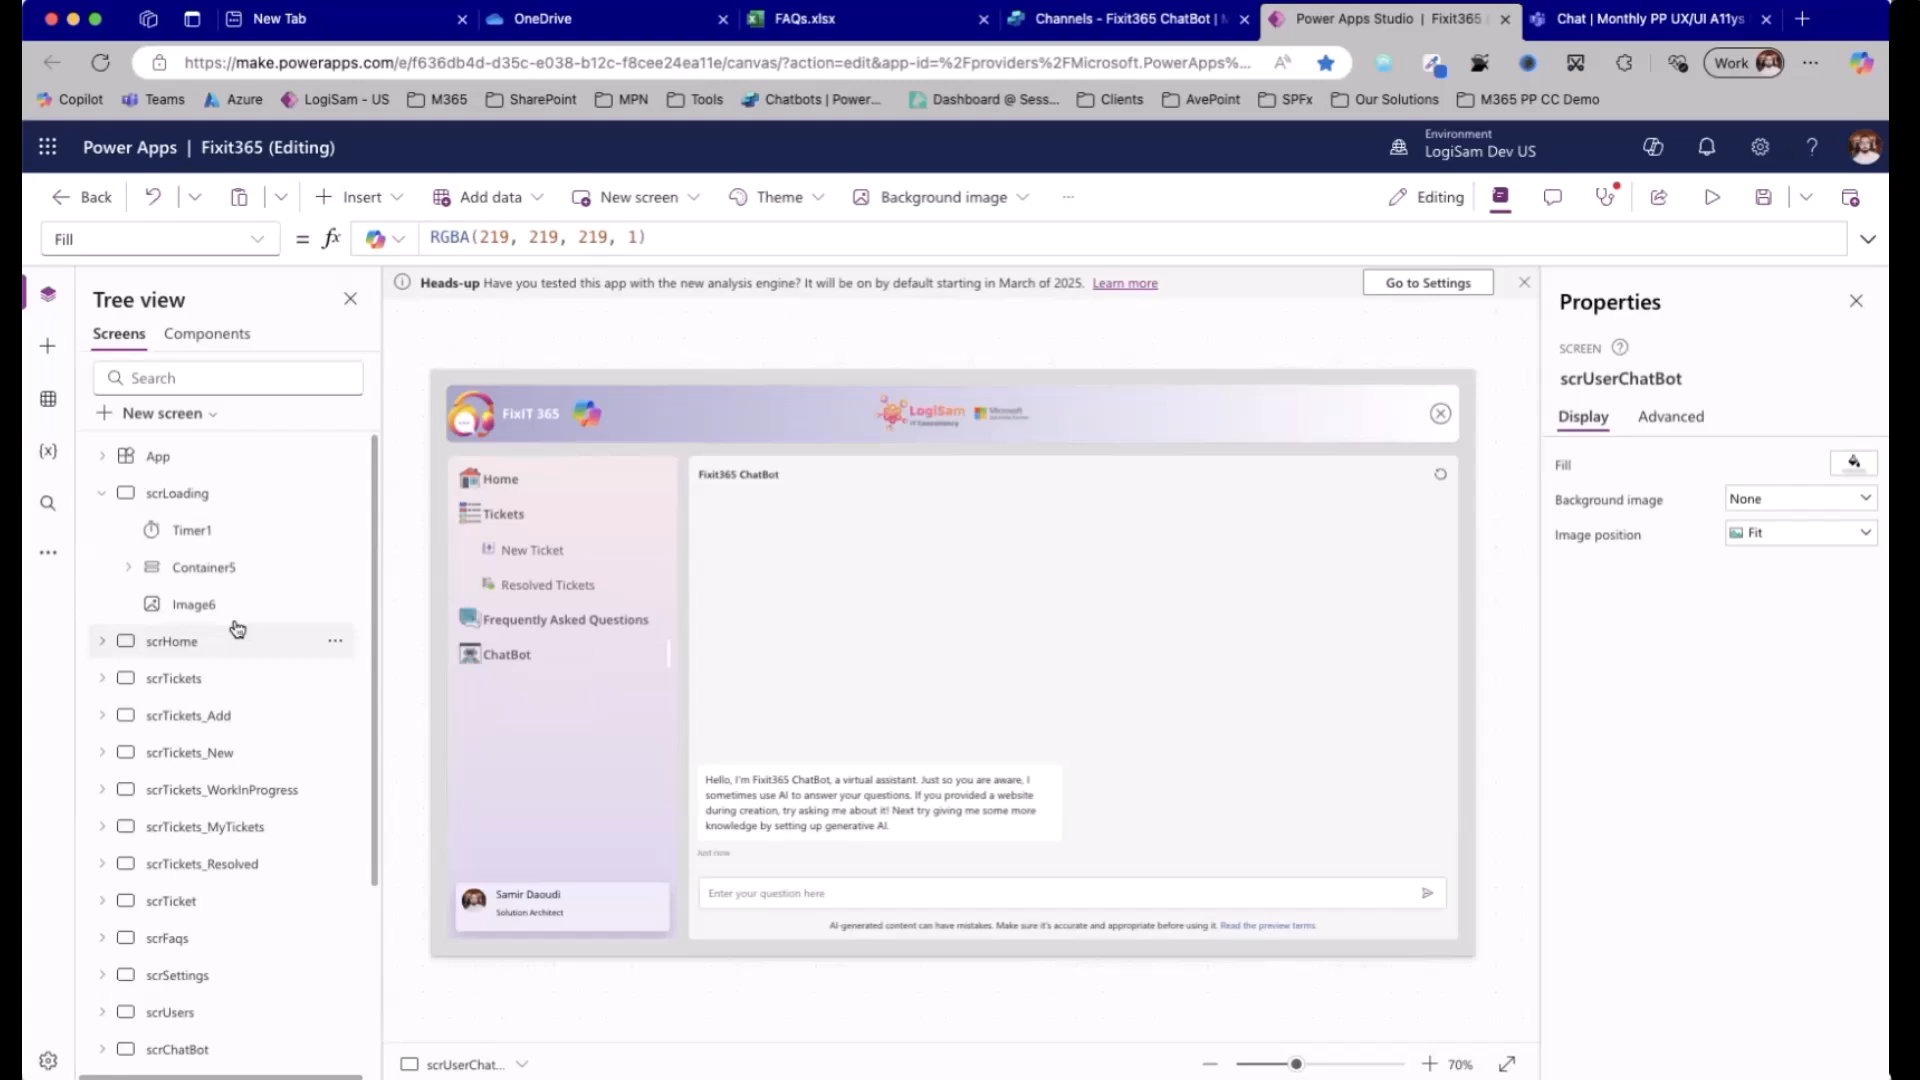 New Tab
OneDrive
FAQs.xlsx
Channels - Fixit365 ChatBot | M
Power Apps Studio | Fixit365
Chat | Monthly PP UX/UI A11ys
https://make.powerapps.com/e/f636db4d-d35c-e038-b12c-f8cee24ea11e/canvas/?action=edit&app-id=%2Fproviders%2FMicrosoft.PowerApps%...
Work
Copilot
Teams
Azure
LogiSam - US
M365
SharePoint
MPN
Tools
Chatbots | Power...
Dashboard @ Sess...
Clients
AvePoint
SPFx
Our Solutions
M365 PP CC Demo
Power Apps | Fixit365 (Editing)
Environment
LogiSam Dev US
Back
Insert
Add data
New screen
Theme
Background image
Editing
Fill
= fx
RGBA(219, 219, 219, 1)
Tree view
Screens
Components
Search
New screen
App
scrLoading
Timer1
Container5
Image6
scrHome
scrTickets
scrTickets_Add
scrTickets_New
scrTickets_WorkInProgress
scrTickets_MyTickets
scrTickets_Resolved
scrTicket
scrFaqs
scrSettings
scrUsers
scrChatBot
Heads-up Have you tested this app with the new analysis engine? It will be on by default starting in March of 2025. Learn more
Go to Settings
FixIT 365
LogiSam
IT Consultancy
Microsoft
Home
Tickets
New Ticket
Resolved Tickets
Frequently Asked Questions
ChatBot
Samir Daoudi
Solution Architect
Fixit365 ChatBot
Hello, I'm Fixit365 ChatBot, a virtual assistant. Just so you are aware, I
sometimes use AI to answer your questions. If you provided a website
during creation, try asking me about it! Next try giving me some more
knowledge by setting up generative AI.
Just now
Enter your question here
AI-generated content can have mistakes. Make sure it's accurate and appropriate before using it. Read the preview terms.
scrUserChat...
70%
Properties
SCREEN
scrUserChatBot
Display
Advanced
Fill
Background image
None
Image position
Fit